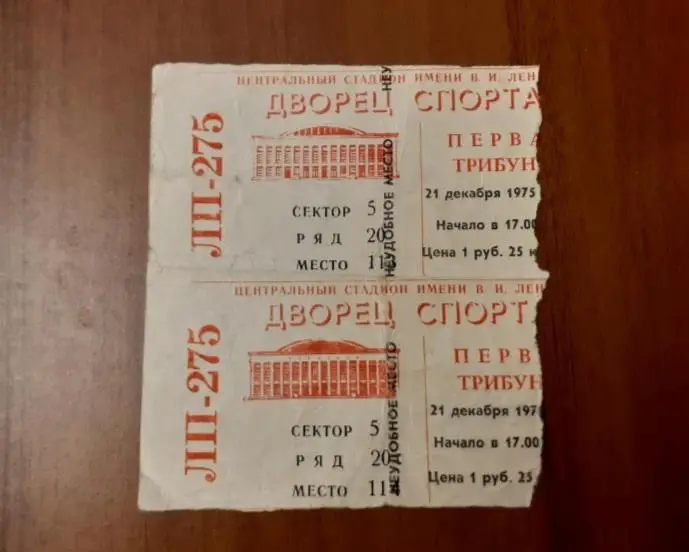 ЦЕНТРАЛЬНЫЙ СТАДИОН ИМЕНИ В. И. ЛЕН
ДВОРЕЦ СПОРТА
ЛП-275
ПЕРВА
ТРИБУН
21 декабря 1975
СЕКТОР 5
Начало в 17.00
РЯД 20
Цена 1 руб. 25 к
МЕСТО 11
НЕУДОБНОЕ МЕСТО
НЕУ
ЦЕНТРАЛЬНЫЙ СТАДИОН ИМЕНИ В. И. ЛЕН
ДВОРЕЦ СПОРТА
ЛП-275
ПЕРВ
ТРИБУН
21 декабря 197
СЕКТОР 5
Начало в 17.00
РЯД 20
Цена 1 руб. 25
МЕСТО 11
НЕУДОБНОЕ МЕСТО